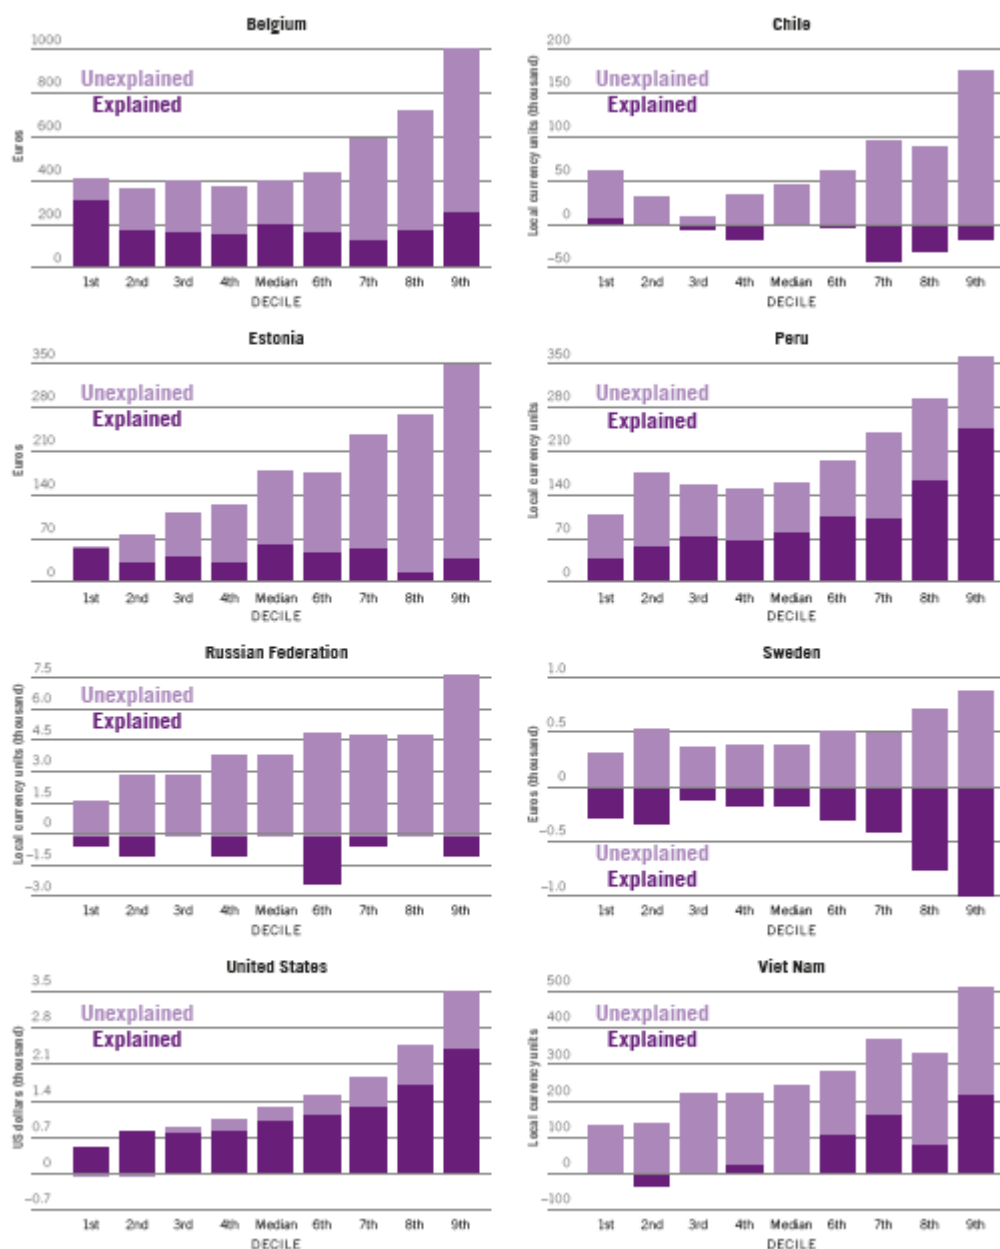 Belgium
1000
800
600
400
200
0
Euros
Unexplained
Explained
1st 2nd 3rd 4th Median 6th 7th 8th 9th
DECILE
Chile
200
150
100
50
0
−50
Local currency units (thousand)
Unexplained
Explained
1st 2nd 3rd 4th Median 6th 7th 8th 9th
DECILE
Estonia
350
280
210
140
70
0
Euros
Unexplained
Explained
1st 2nd 3rd 4th Median 6th 7th 8th 9th
DECILE
Peru
350
280
210
140
70
0
Local currency units
Unexplained
Explained
1st 2nd 3rd 4th Median 6th 7th 8th 9th
DECILE
Russian Federation
7.5
6.0
4.5
3.0
1.5
0
−1.5
−3.0
Local currency units (thousand)
Unexplained
Explained
1st 2nd 3rd 4th Median 6th 7th 8th 9th
DECILE
Sweden
1.0
0.5
0
−0.5
−1.0
Euros (thousand)
Unexplained
Explained
1st 2nd 3rd 4th Median 6th 7th 8th 9th
DECILE
United States
3.5
2.8
2.1
1.4
0.7
0
−0.7
US dollars (thousand)
Unexplained
Explained
1st 2nd 3rd 4th Median 6th 7th 8th 9th
DECILE
Viet Nam
500
400
300
200
100
0
−100
Local currency units
Unexplained
Explained
1st 2nd 3rd 4th Median 6th 7th 8th 9th
DECILE